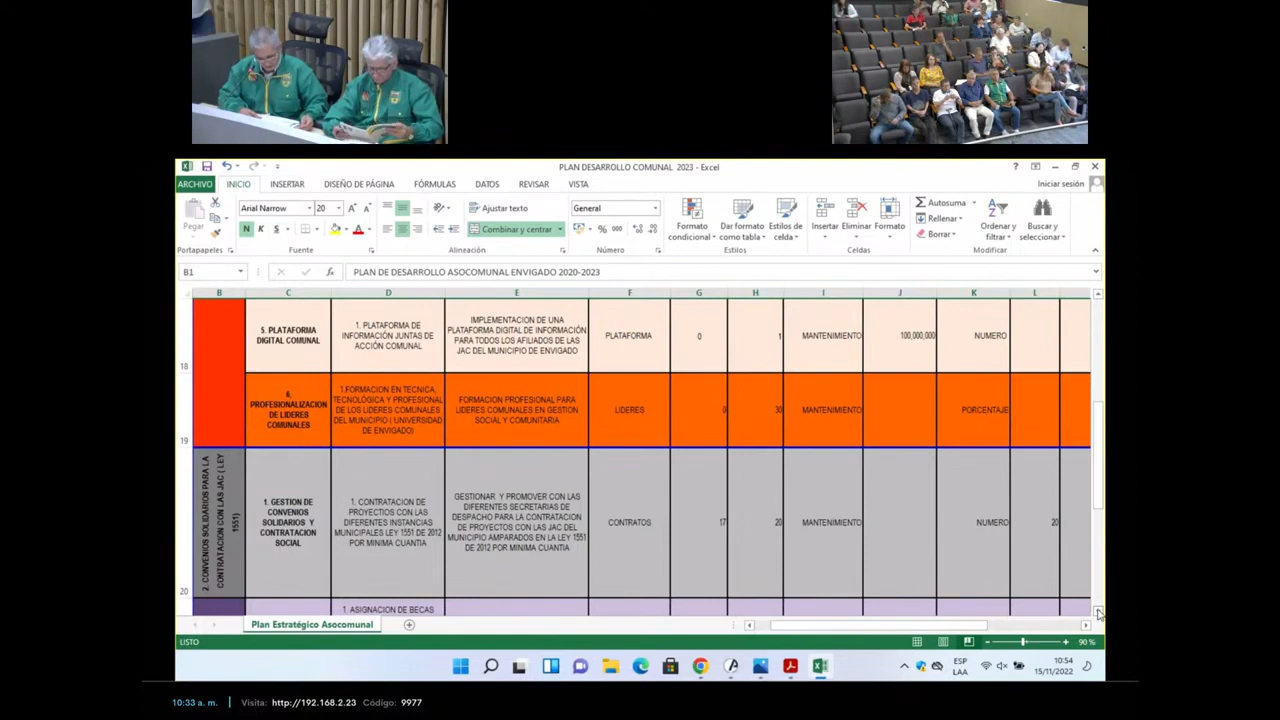 PLAN DESARROLLO COMUNAL 2023 - Excel
ARCHIVO INICIO INSERTAR DISEÑO DE PÁGINA FÓRMULAS DATOS REVISAR VISTA Iniciar sesión
Pegar
Arial Narrow 20
N K S
Ajustar texto
Combinar y centrar
General
% 000
Formato condicional
Dar formato como tabla
Estilos de celda
Insertar Eliminar Formato
Autosuma
Rellenar
Borrar
Ordenar y filtrar
Buscar y seleccionar
Portapapeles Fuente Alineación Número Estilos Celdas Modificar
B1 fx PLAN DE DESARROLLO ASOCOMUNAL ENVIGADO 2020-2023
B C D E F G H I J K L
18
5. PLATAFORMA
DIGITAL COMUNAL
1. PLATAFORMA DE
INFORMACIÓN JUNTAS DE
ACCIÓN COMUNAL
IMPLEMENTACION DE UNA
PLATAFORMA DIGITAL DE INFORMACIÓN
PARA TODOS LOS AFILIADOS DE LAS
JAC DEL MUNICIPIO DE ENVIGADO
PLATAFORMA 0 1 MANTENIMIENTO 100,000,000 NUMERO
19
6.
PROFESIONALIZACION
DE LIDERES
COMUNALES
1.FORMACION EN TECNICA,
TECNOLÓGICA Y PROFESIONAL
DE LOS LIDERES COMUNALES
DEL MUNICIPIO ( UNIVERSIDAD
DE ENVIGADO)
FORMACION PROFESIONAL PARA
LIDERES COMUNALES EN GESTION
SOCIAL Y COMUNITARIA
LIDERES 0 30 MANTENIMIENTO PORCENTAJE
20
2. CONVENIOS SOLIDARIOS PARA LA
CONTRATACION CON LAS JAC ( LEY
1551)
1. GESTION DE
CONVENIOS
SOLIDARIOS Y
CONTRATACION
SOCIAL
1. CONTRATACION DE
PROYECTIOS CON LAS
DIFERENTES INSTANCIAS
MUNICIPALES LEY 1551 DE 2012
POR MINIMA CUANTIA
GESTIONAR Y PROMOVER CON LAS
DIFERENTES SECRETARIAS DE
DESPACHO PARA LA CONTRATACION
DE PROYECTOS CON LAS JAC DEL
MUNICIPIO AMPARADOS EN LA LEY 1551
DE 2012 POR MINIMA CUANTIA
CONTRATOS 17 20 MANTENIMIENTO NUMERO 20
1. ASIGNACION DE BECAS
Plan Estratégico Asocomunal
LISTO 90 %
ESP
LAA
10:54
15/11/2022
10:33 a. m. | Visita: http://192.168.2.23 Código: 9977